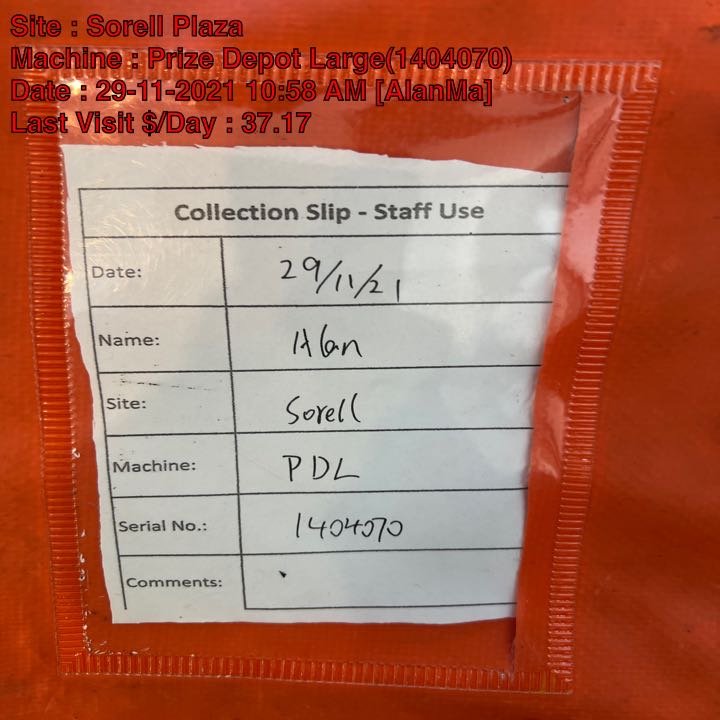 Site : Sorell Plaza
Machine : Prize Depot Large(1404070)
Date : 29-11-2021 10:58 AM [AlanMa]
Last Visit $/Day : 37.17
Collection Slip - Staff Use
Date: 29/11/21
Name: Alan
Site: Sorell
Machine: PDL
Serial No.: 1404070
Comments: